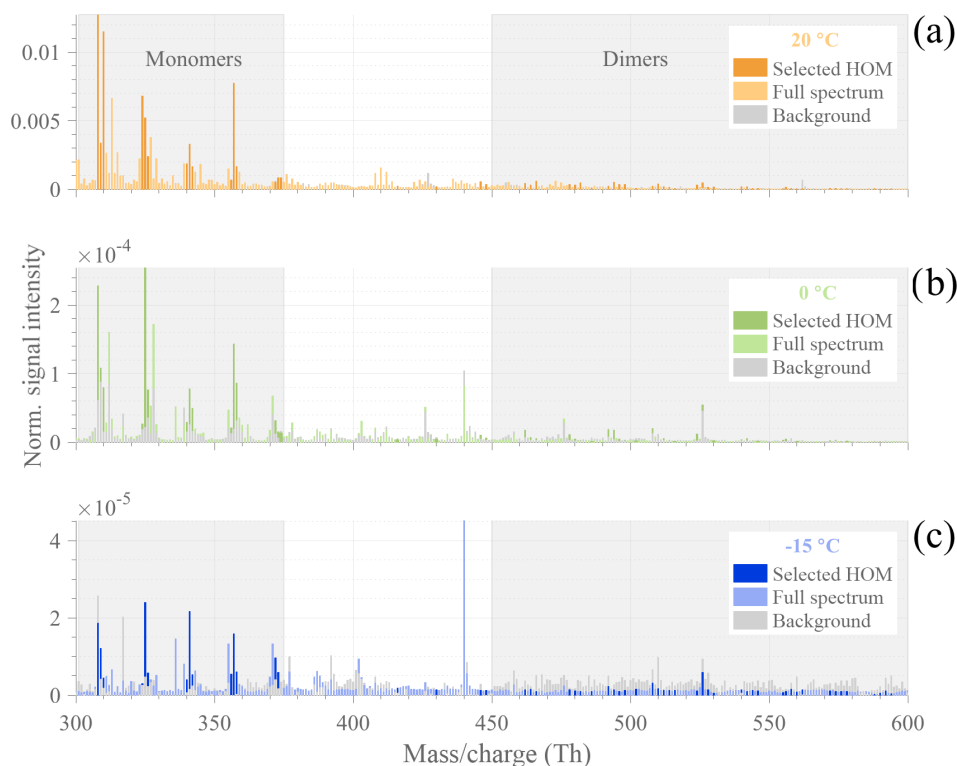 (a)
20 °C
Selected HOM
Full spectrum
Background
Monomers
Dimers
0.01
0.005
0
×10⁻⁴
(b)
0 °C
Selected HOM
Full spectrum
Background
2
1
0
Norm. signal intensity
×10⁻⁵
(c)
-15 °C
Selected HOM
Full spectrum
Background
4
2
0
300 350 400 450 500 550 600
Mass/charge (Th)